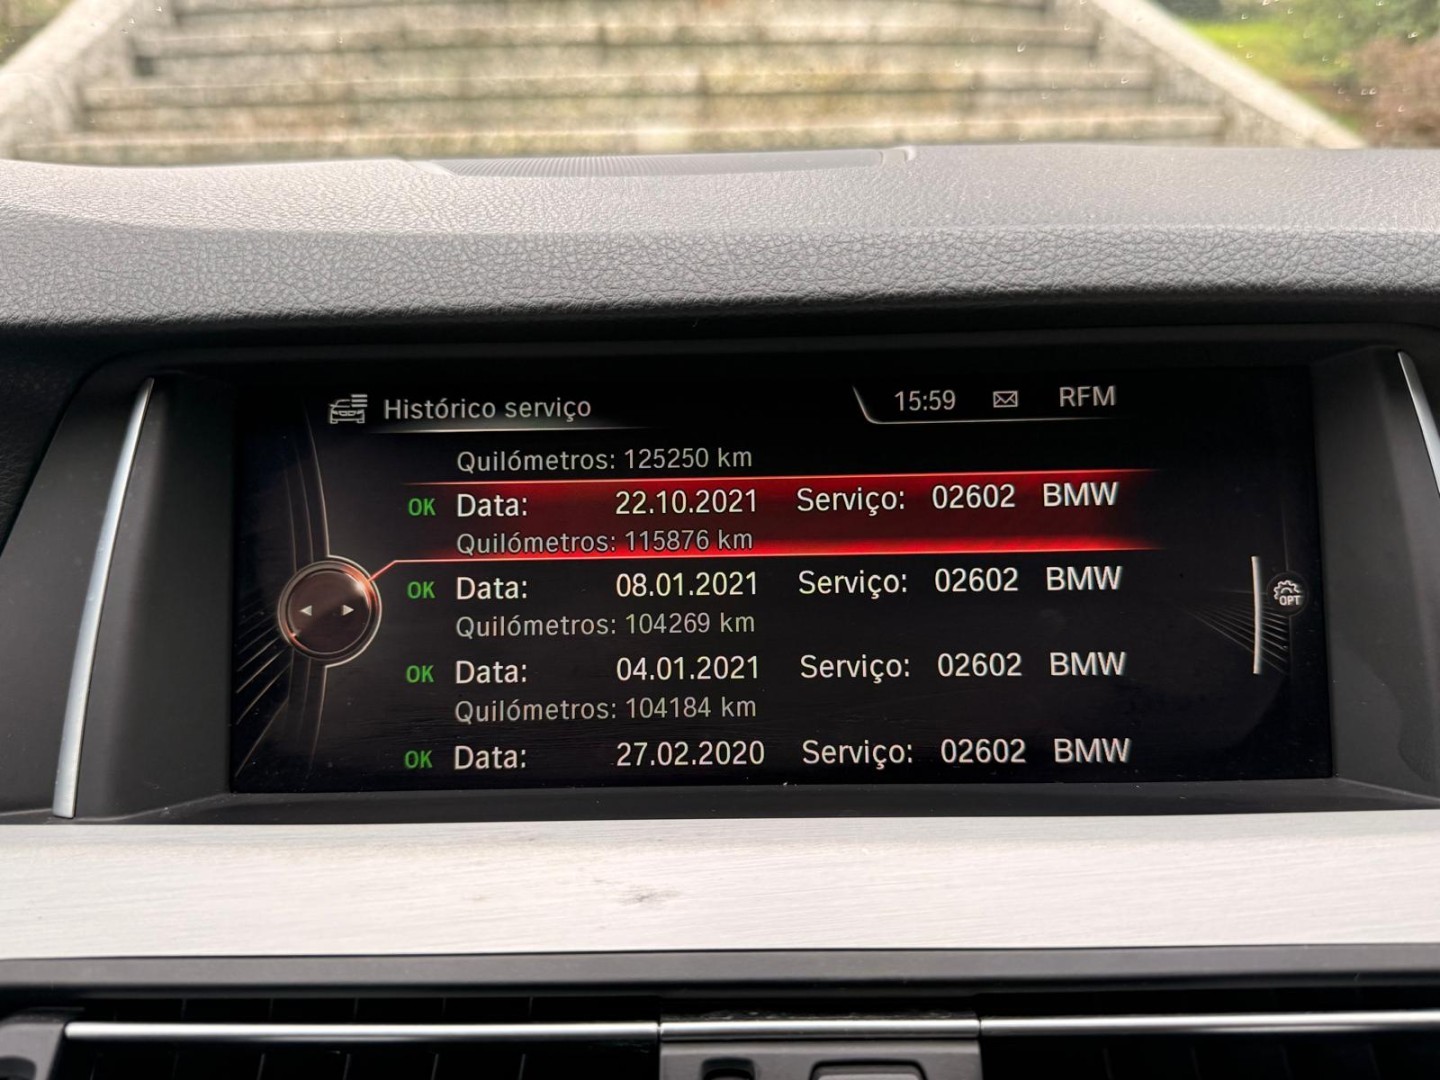 Histórico serviço 15:59 RFM
Quilómetros: 125250 km
OK Data: 22.10.2021 Serviço: 02602 BMW
Quilómetros: 115876 km
OK Data: 08.01.2021 Serviço: 02602 BMW
Quilómetros: 104269 km
OPT
OK Data: 04.01.2021 Serviço: 02602 BMW
Quilómetros: 104184 km
OK Data: 27.02.2020 Serviço: 02602 BMW